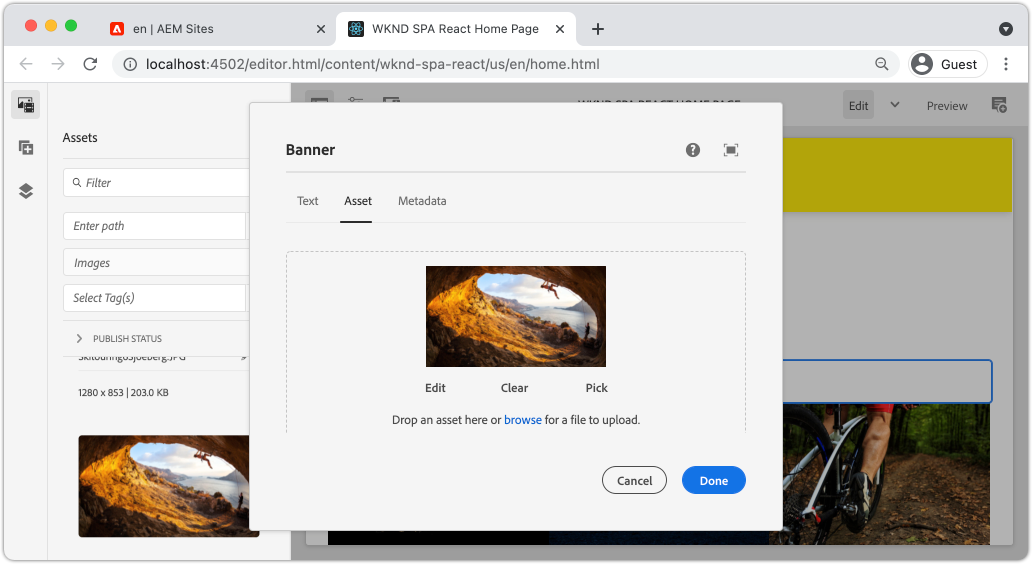 en | AEM Sites
WKND SPA React Home Page
localhost:4502/editor.html/content/wknd-spa-react/us/en/home.html
Guest
WKND SPA REACT HOME PAGE
Edit
Preview
Assets
Filter
Enter path
Images
Select Tag(s)
PUBLISH STATUS
Skitouring03joeberg.JPG
1280 x 853 | 203.0 KB
Banner
Text Asset Metadata
Edit Clear Pick
Drop an asset here or browse for a file to upload.
Cancel Done